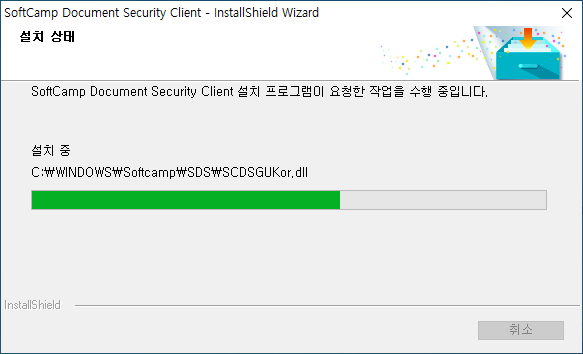 SoftCamp Document Security Client - InstallShield Wizard
설치 상태
SoftCamp Document Security Client 설치 프로그램이 요청한 작업을 수행 중입니다.
설치 중
C:₩WINDOWS₩Softcamp₩SDS₩SCDSGUKor.dll
InstallShield
취소